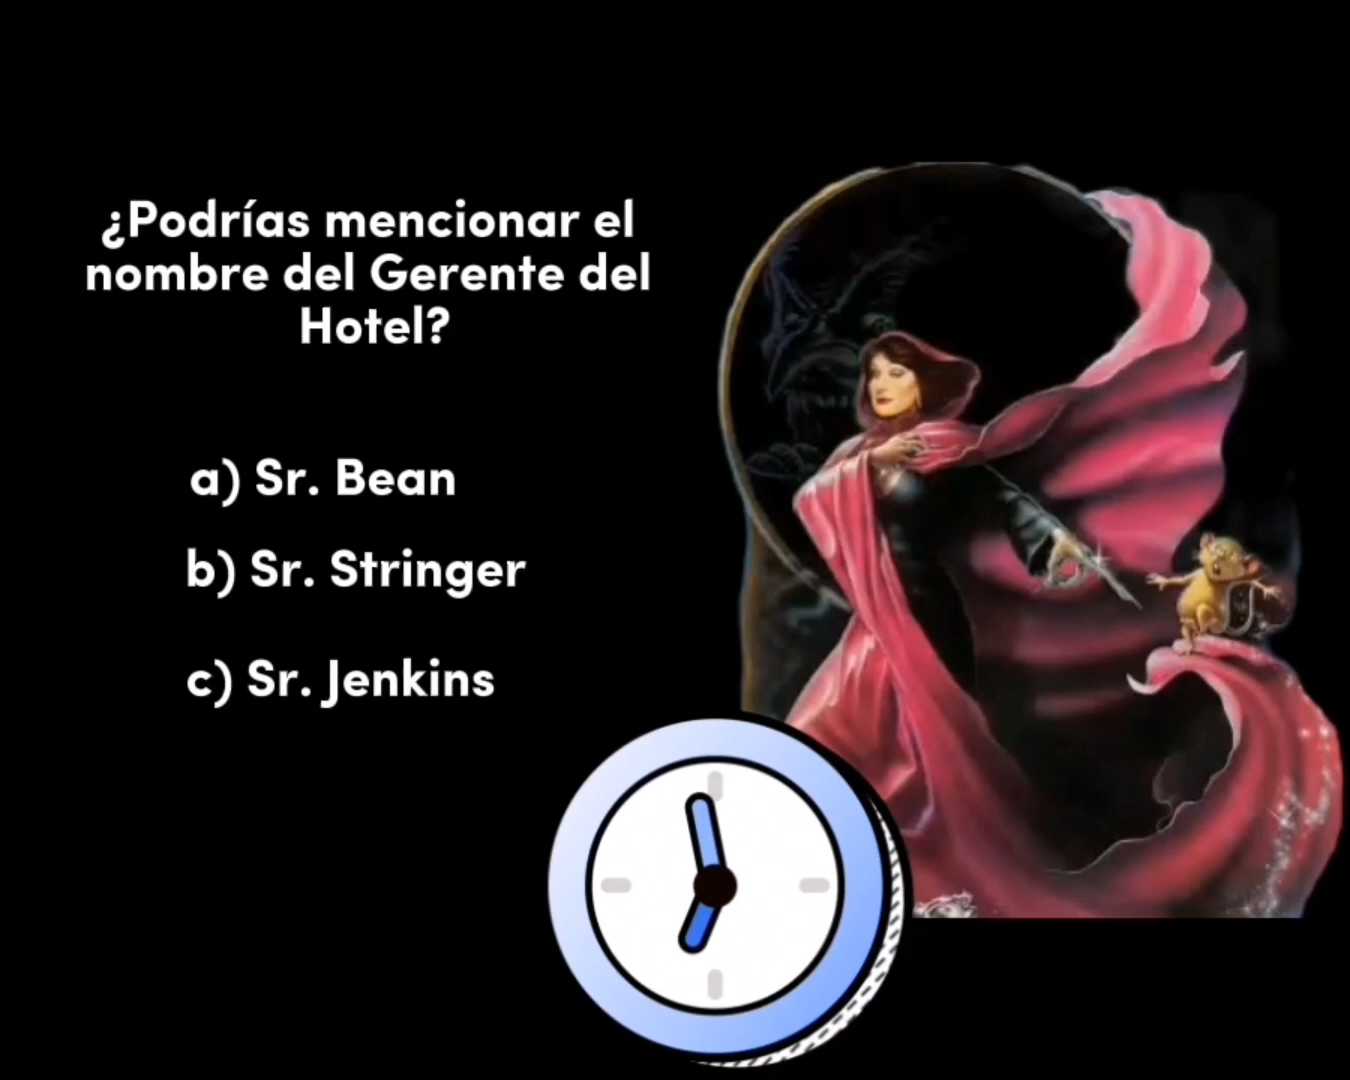 ¿Podrías mencionar el
nombre del Gerente del
Hotel?
a) Sr. Bean
b) Sr. Stringer
c) Sr. Jenkins